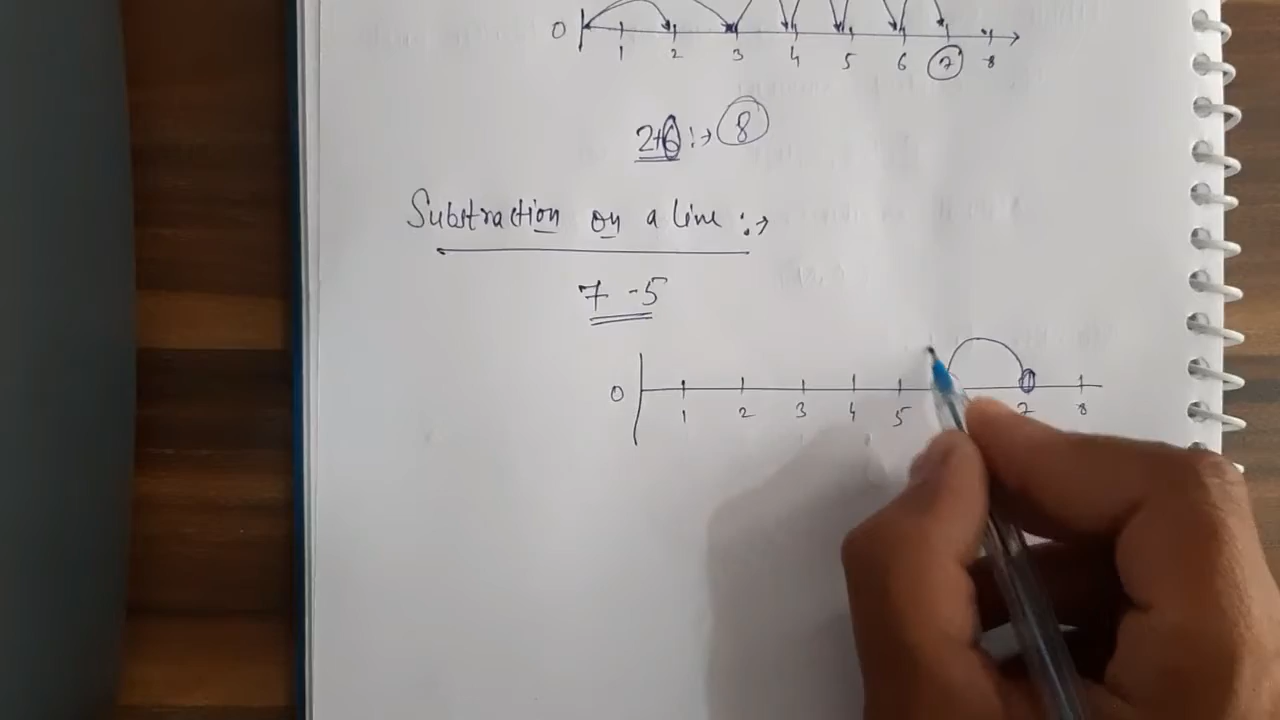 0 1 2 3 4 5 6 7 8
2+6 :→ 8
Substraction on a line :→
7 - 5
0 1 2 3 4 5 7 8